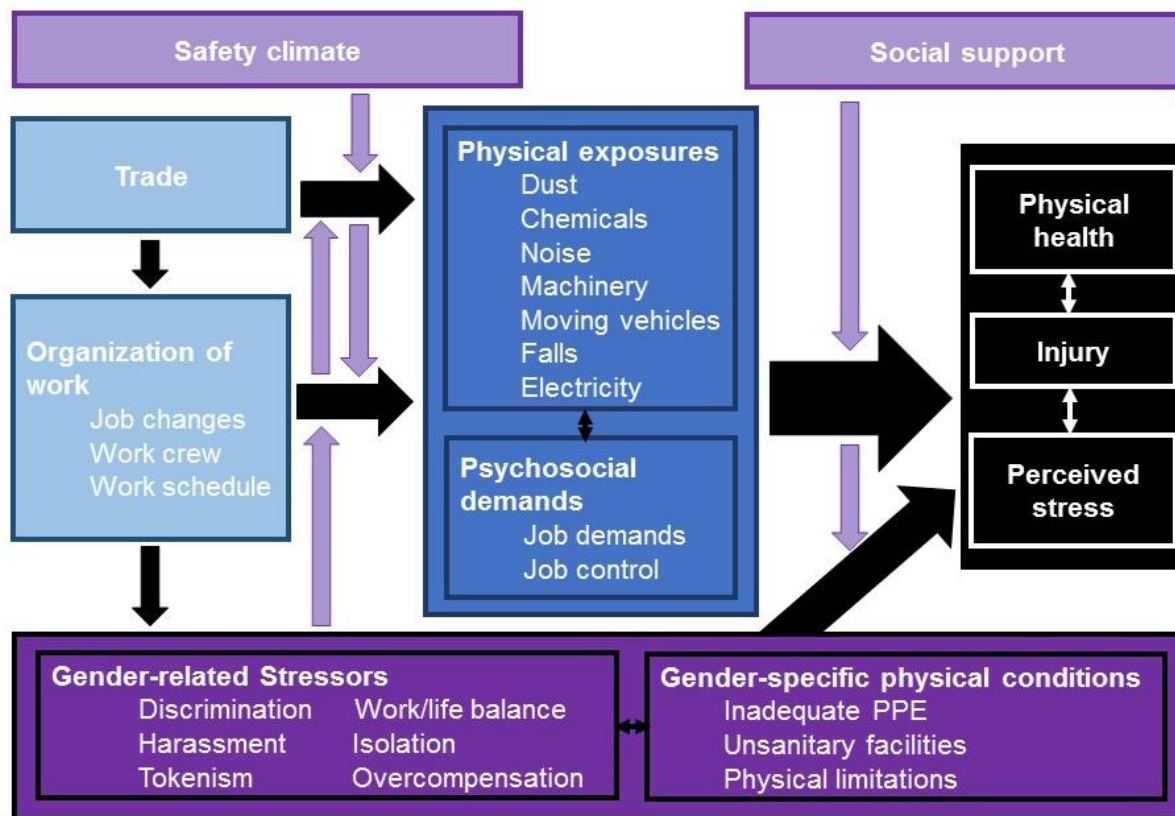 Safety climate
Social support
Trade
Organization of
work
Job changes
Work crew
Work schedule
Physical exposures
Dust
Chemicals
Noise
Machinery
Moving vehicles
Falls
Electricity
Psychosocial
demands
Job demands
Job control
Physical
health
Injury
Perceived
stress
Gender-related Stressors
Discrimination Work/life balance
Harassment Isolation
Tokenism Overcompensation
Gender-specific physical conditions
Inadequate PPE
Unsanitary facilities
Physical limitations